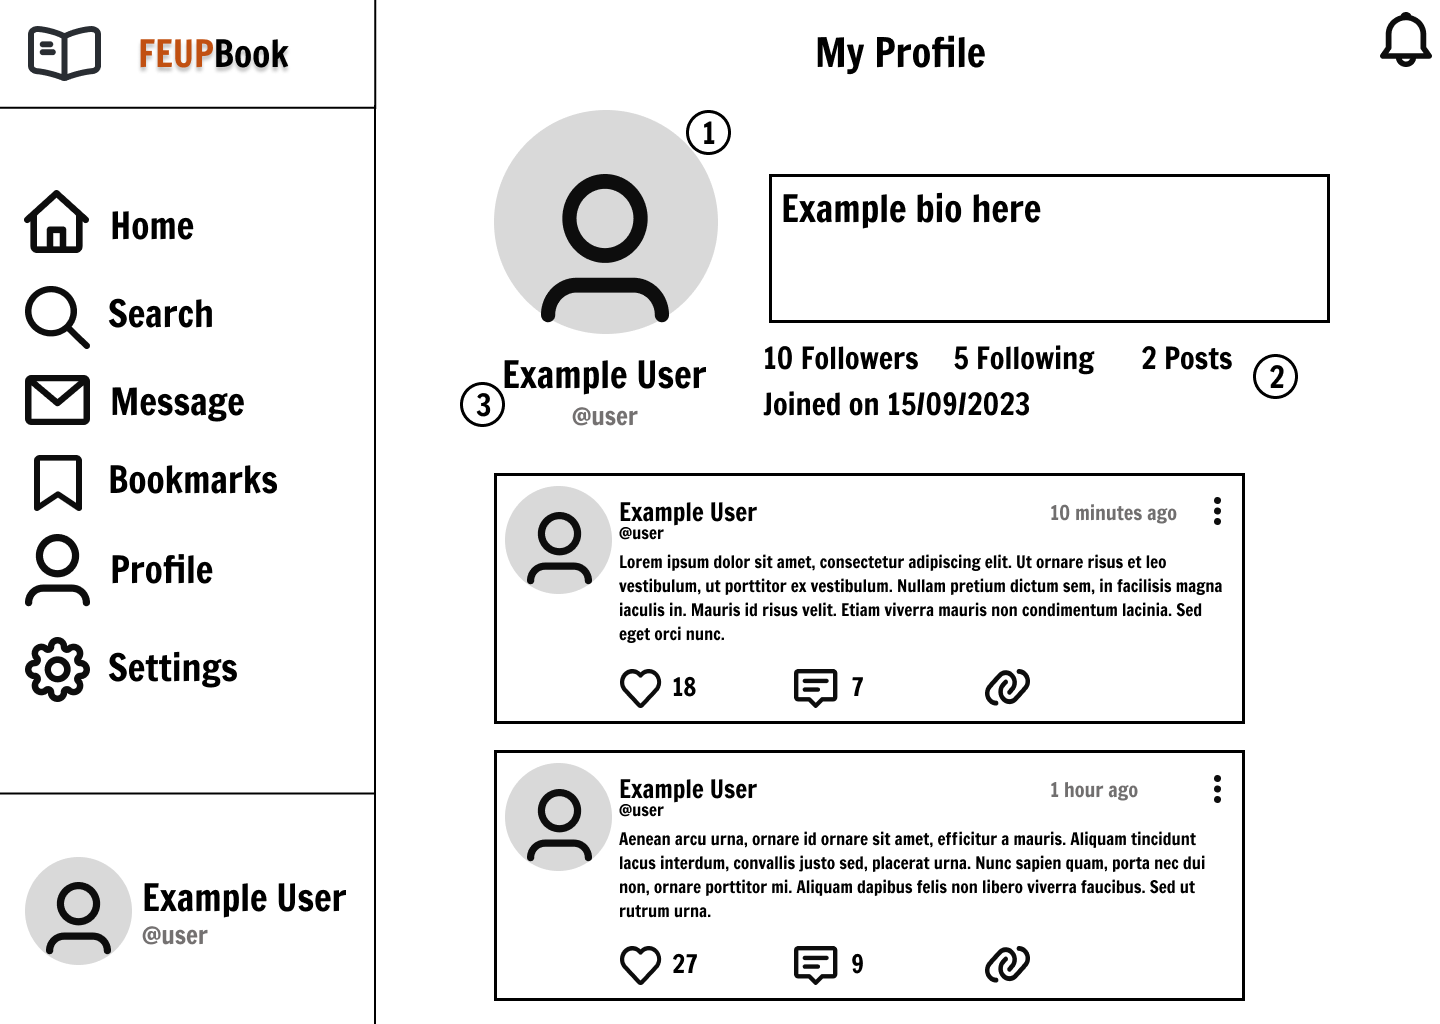 FEUPBook
My Profile
Home
Search
Message
Bookmarks
Profile
Settings
Example User
@user
1
Example bio here
Example User
3
@user
10 Followers 5 Following 2 Posts
2
Joined on 15/09/2023
Example User
10 minutes ago
@user
Lorem ipsum dolor sit amet, consectetur adipiscing elit. Ut ornare risus et leo
vestibulum, ut porttitor ex vestibulum. Nullam pretium dictum sem, in facilisis magna
iaculis in. Mauris id risus velit. Etiam viverra mauris non condimentum lacinia. Sed
eget orci nunc.
18 7
Example User
1 hour ago
@user
Aenean arcu urna, ornare id ornare sit amet, efficitur a mauris. Aliquam tincidunt
lacus interdum, convallis justo sed, placerat urna. Nunc sapien quam, porta nec dui
non, ornare porttitor mi. Aliquam dapibus felis non libero viverra faucibus. Sed ut
rutrum urna.
27 9